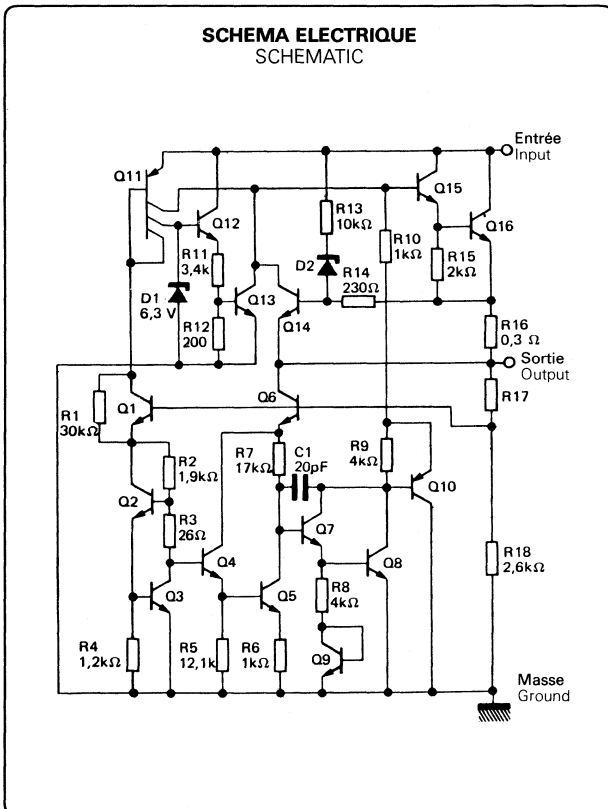 SCHEMA ELECTRIQUE
SCHEMATIC
Entrée
Input
Q11
Q12
R13
10kΩ
R10
1kΩ
Q15
Q16
R11
3,4k
D2
R14
230Ω
R15
2kΩ
D1
6,3 V
R12
200
Q13
Q14
R16
0,3 Ω
Sortie
Output
R1
30kΩ
Q1
Q6
R17
R2
1,9kΩ
R7
17kΩ
C1
20pF
R9
4kΩ
Q10
Q2
R3
26Ω
Q4
Q7
Q8
R18
2,6kΩ
Q3
Q5
R8
4kΩ
R4
1,2kΩ
R5
12,1k
R6
1kΩ
Q9
Masse
Ground